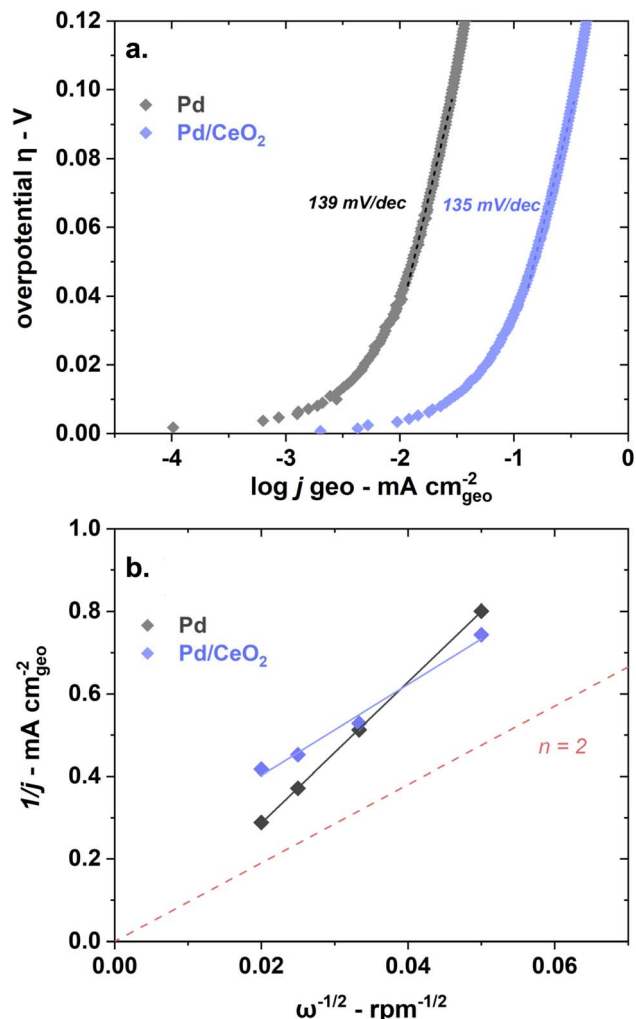 a.
Pd
Pd/CeO₂
139 mV/dec
135 mV/dec
overpotential η - V
0.12
0.10
0.08
0.06
0.04
0.02
0.00
-4 -3 -2 -1 0
log j geo - mA cm⁻²geo
b.
Pd
Pd/CeO₂
n = 2
1/j - mA cm⁻²geo
1.0
0.8
0.6
0.4
0.2
0.0
0.00 0.02 0.04 0.06
ω⁻¹/² - rpm⁻¹/²